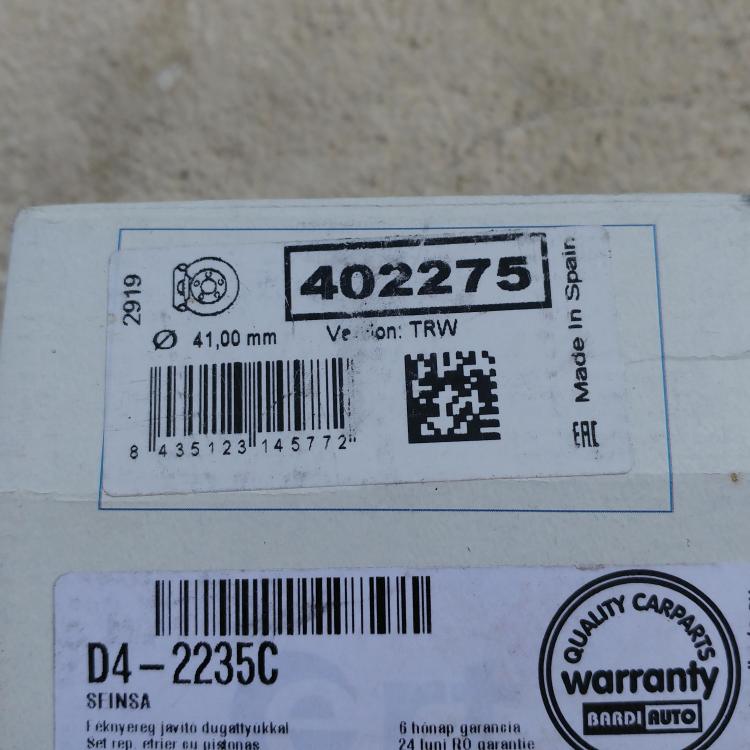 2919
402275
Ø 41,00 mm
Version: TRW
Made In Spain
8 435123 145772
EAC
D4-2235C
SEINSA
Féknyereg javító dugattyúkkal
Set rep. etrier cu pistonas
6 hónap garancia
24 luni RO garantie
QUALITY CARPARTS
warranty
BARDI AUTO